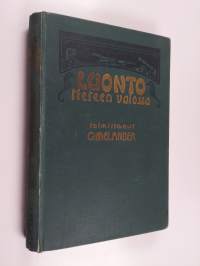 LUONTO
tieteen valossa
toimittanut
G.MELANDER